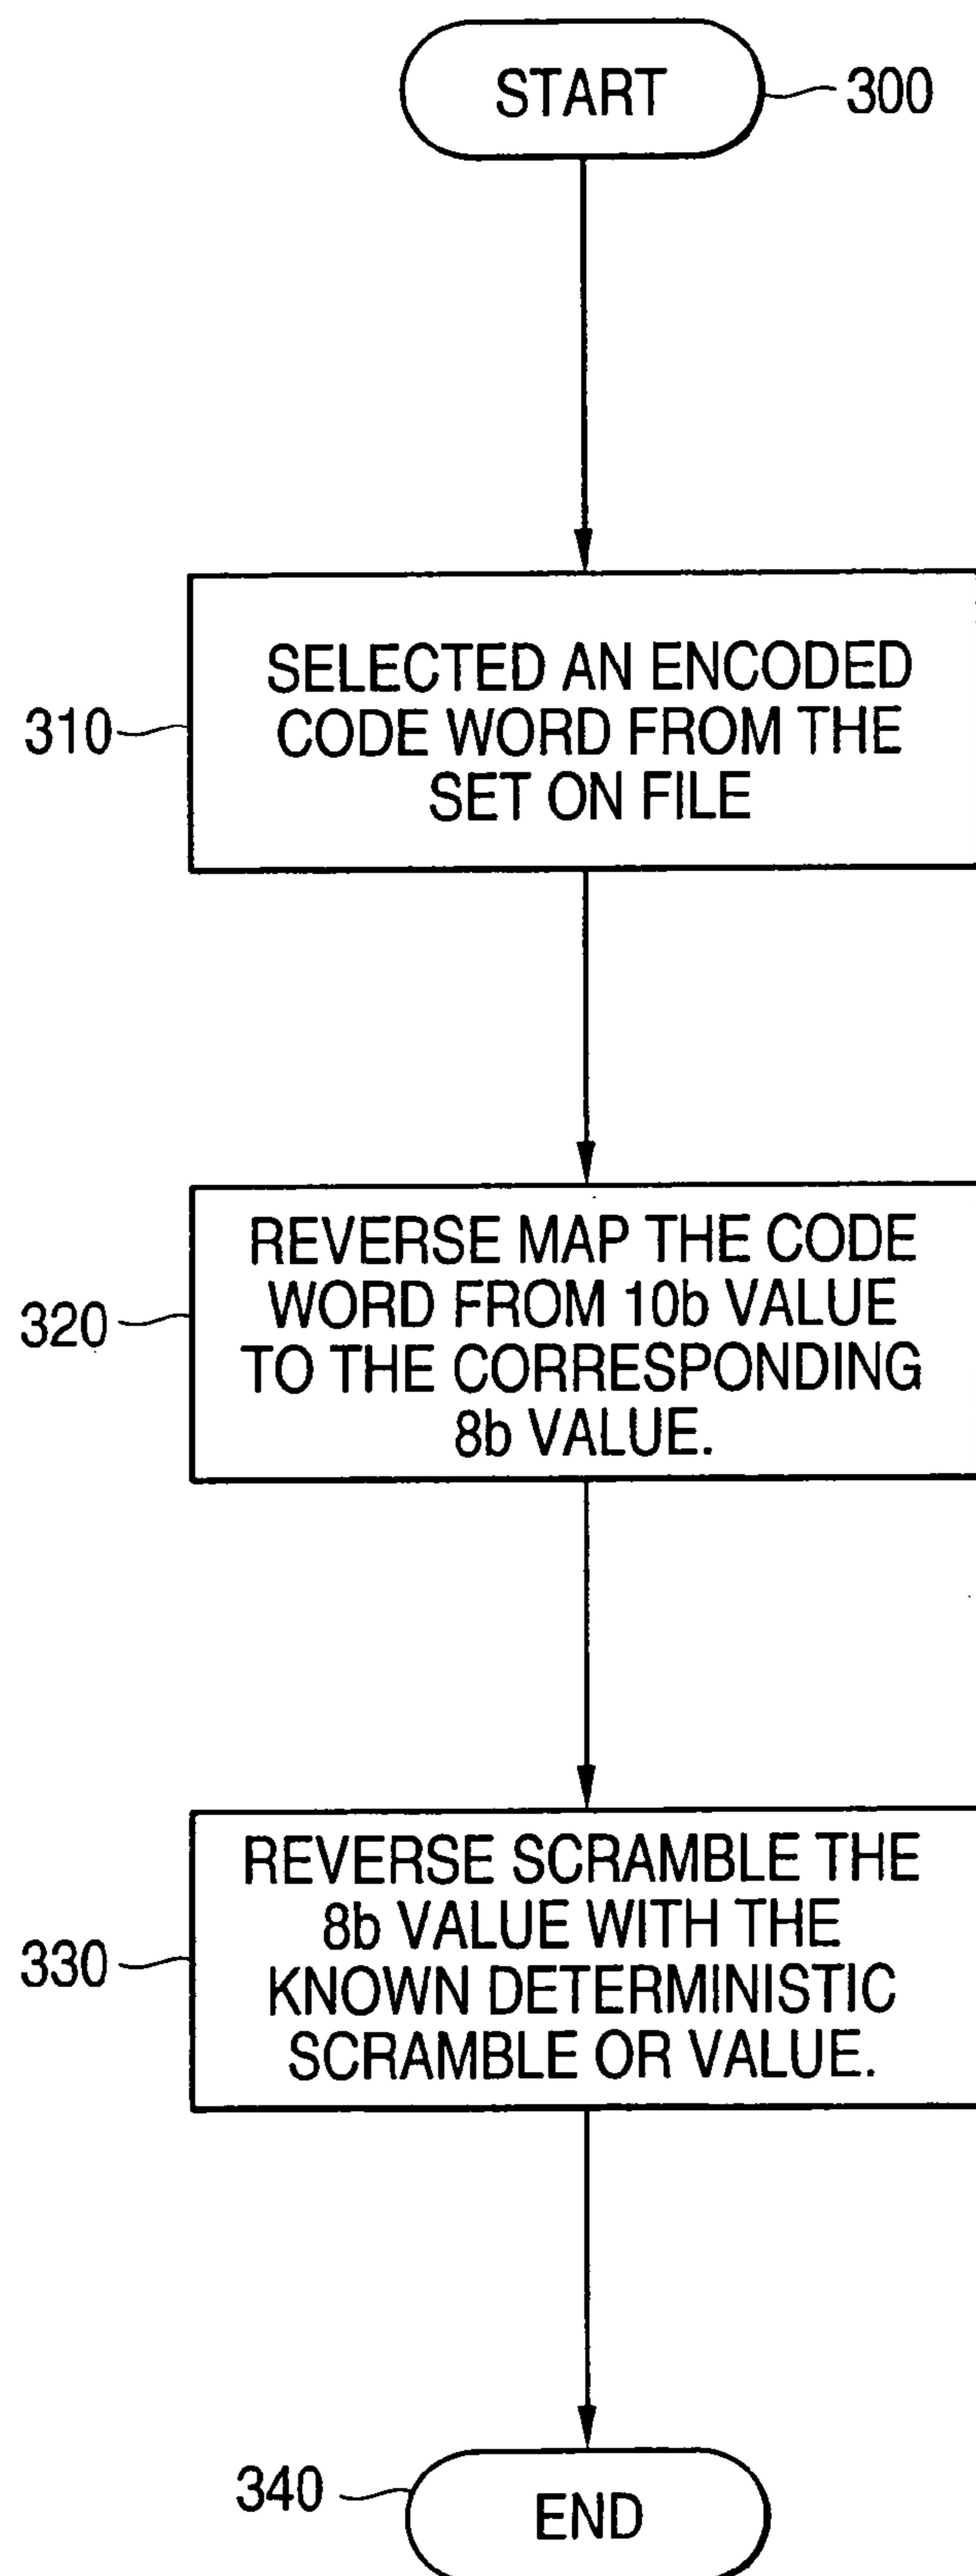 START
300
310
SELECTED AN ENCODED
CODE WORD FROM THE
SET ON FILE
320
REVERSE MAP THE CODE
WORD FROM 10b VALUE
TO THE CORRESPONDING
8b VALUE.
330
REVERSE SCRAMBLE THE
8b VALUE WITH THE
KNOWN DETERMINISTIC
SCRAMBLE OR VALUE.
340
END